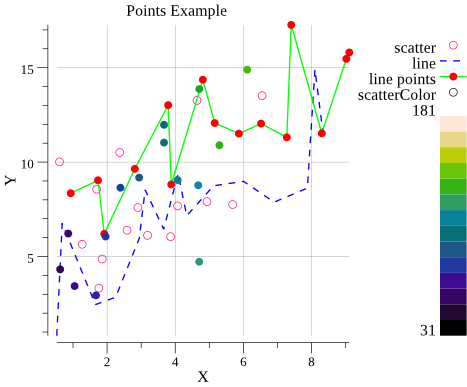 Points Example
scatter
line
line points
scatterColor
181
31
15
10
5
Y
2
4
6
8
X